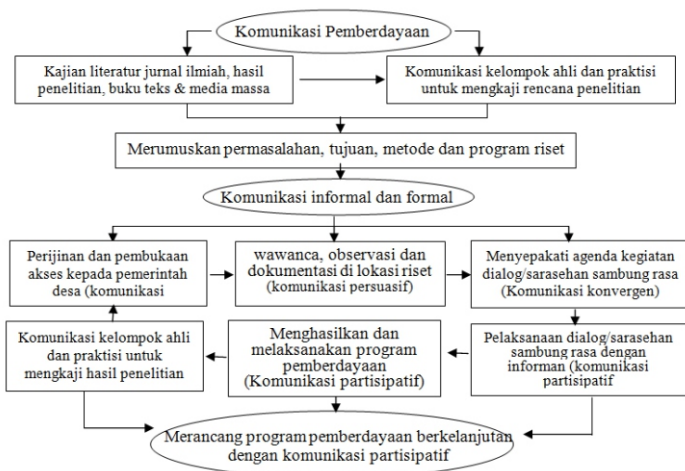 Komunikasi Pemberdayaan
Kajian literatur jurnal ilmiah, hasil
penelitian, buku teks & media massa
Komunikasi kelompok ahli dan praktisi
untuk mengkaji rencana penelitian
Merumuskan permasalahan, tujuan, metode dan program riset
Komunikasi informal dan formal
Perijinan dan pembukaan
akses kepada pemerintah
desa (komunikasi
wawanca, observasi dan
dokumentasi di lokasi riset
(komunikasi persuasif)
Menyepakati agenda kegiatan
dialog/sarasehan sambung rasa
(Komunikasi konvergen)
Komunikasi kelompok ahli
dan praktisi untuk
mengkaji hasil penelitian
Menghasilkan dan
melaksanakan program
pemberdayaan
(Komunikasi partisipatif)
Pelaksanaan dialog/sarasehan
sambung rasa dengan
informan (komunikasi
partisipatif
Merancang program pemberdayaan berkelanjutan
dengan komunikasi partisipatif